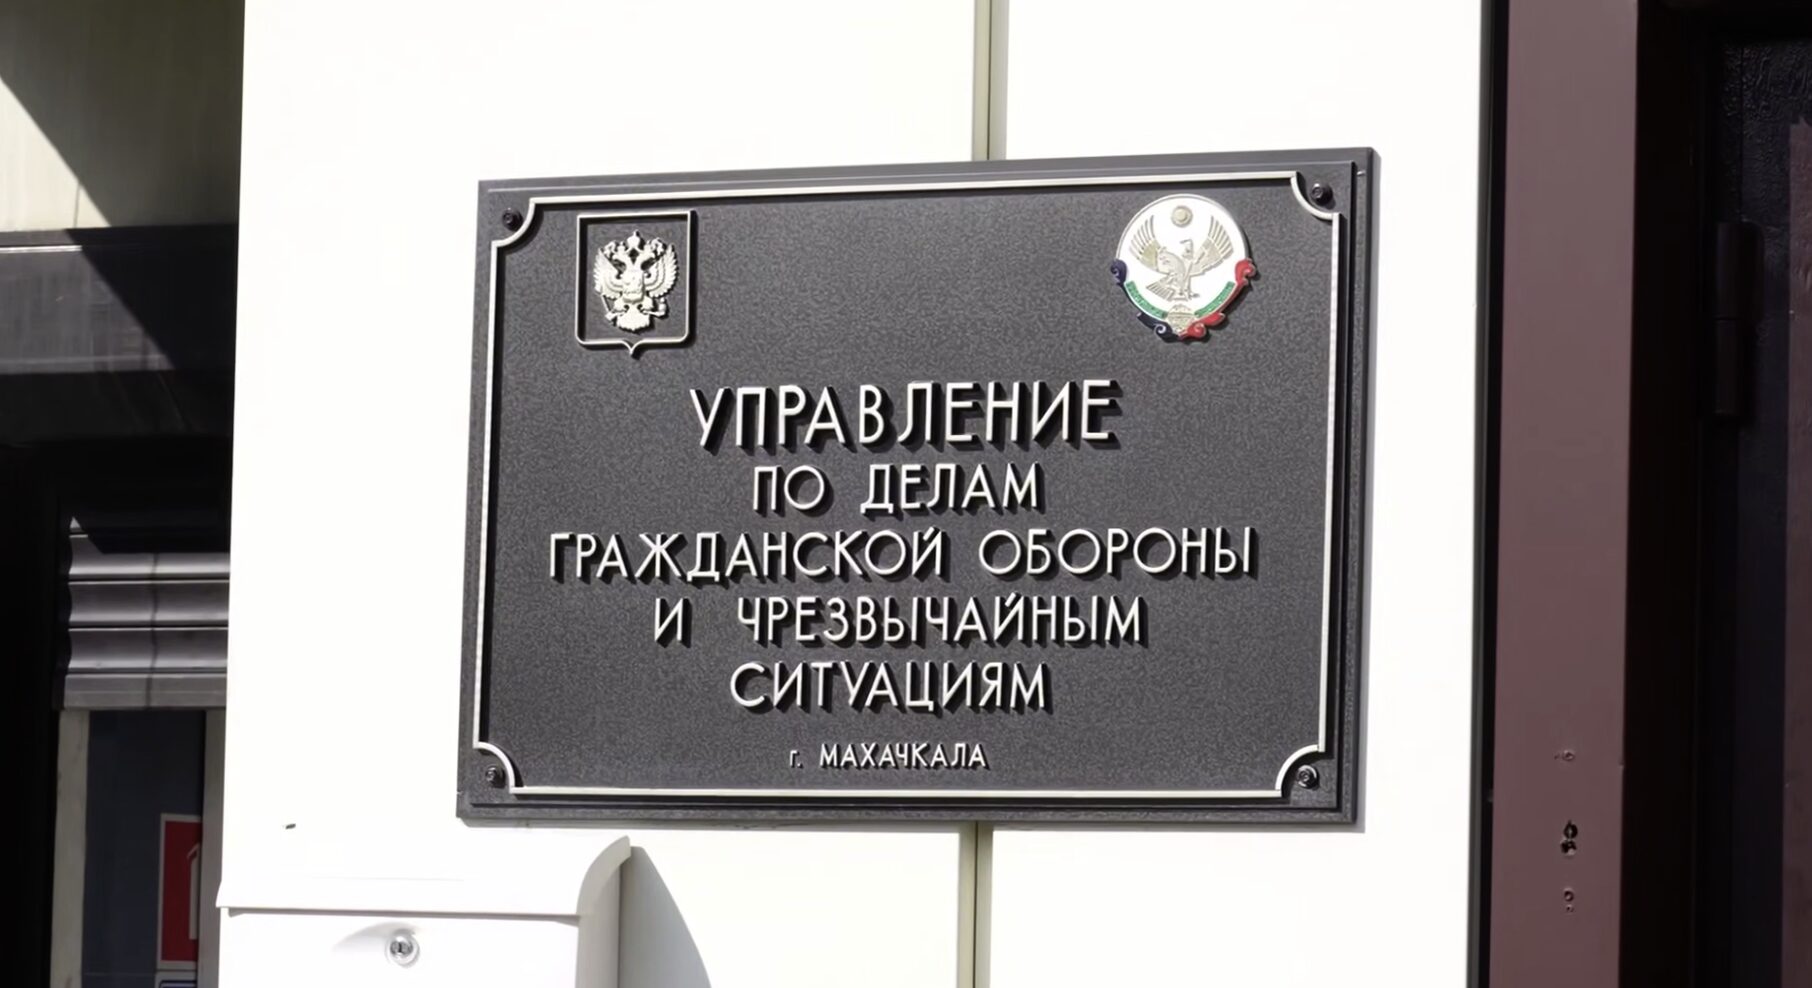 УПРАВЛЕНИЕ
ПО ДЕЛАМ
ГРАЖДАНСКОЙ ОБОРОНЫ
И ЧРЕЗВЫЧАЙНЫМ
СИТУАЦИЯМ
г. МАХАЧКАЛА